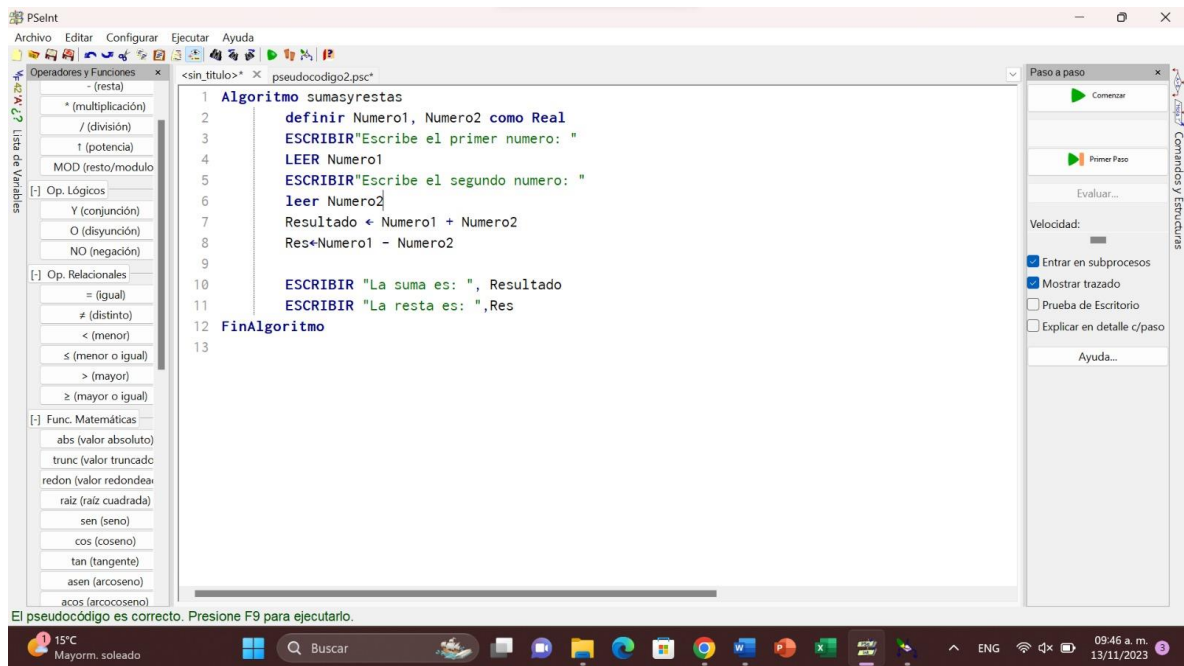 PSeInt
Archivo Editar Configurar Ejecutar Ayuda
Operadores y Funciones ×
- (resta)
* (multiplicación)
/ (división)
↑ (potencia)
MOD (resto/modulo
[-] Op. Lógicos
Y (conjunción)
O (disyunción)
NO (negación)
[-] Op. Relacionales
= (igual)
≠ (distinto)
< (menor)
≤ (menor o igual)
> (mayor)
≥ (mayor o igual)
[-] Func. Matemáticas
abs (valor absoluto)
trunc (valor truncado
redon (valor redondea
raiz (raíz cuadrada)
sen (seno)
cos (coseno)
tan (tangente)
asen (arcoseno)
acos (arcocoseno)
Lista de Variables
<sin_titulo>* × pseudocodigo2.psc*
1 Algoritmo sumasyrestas
2 definir Numero1, Numero2 como Real
3 ESCRIBIR"Escribe el primer numero: "
4 LEER Numero1
5 ESCRIBIR"Escribe el segundo numero: "
6 leer Numero2
7 Resultado ← Numero1 + Numero2
8 Res←Numero1 - Numero2
9
10 ESCRIBIR "La suma es: ", Resultado
11 ESCRIBIR "La resta es: ",Res
12 FinAlgoritmo
13
Paso a paso ×
Comenzar
Primer Paso
Evaluar...
Velocidad:
Entrar en subprocesos
Mostrar trazado
Prueba de Escritorio
Explicar en detalle c/paso
Ayuda...
Comandos y Estructuras
El pseudocódigo es correcto. Presione F9 para ejecutarlo.
1
15°C
Mayorm. soleado
Buscar
ENG
09:46 a. m.
13/11/2023
3